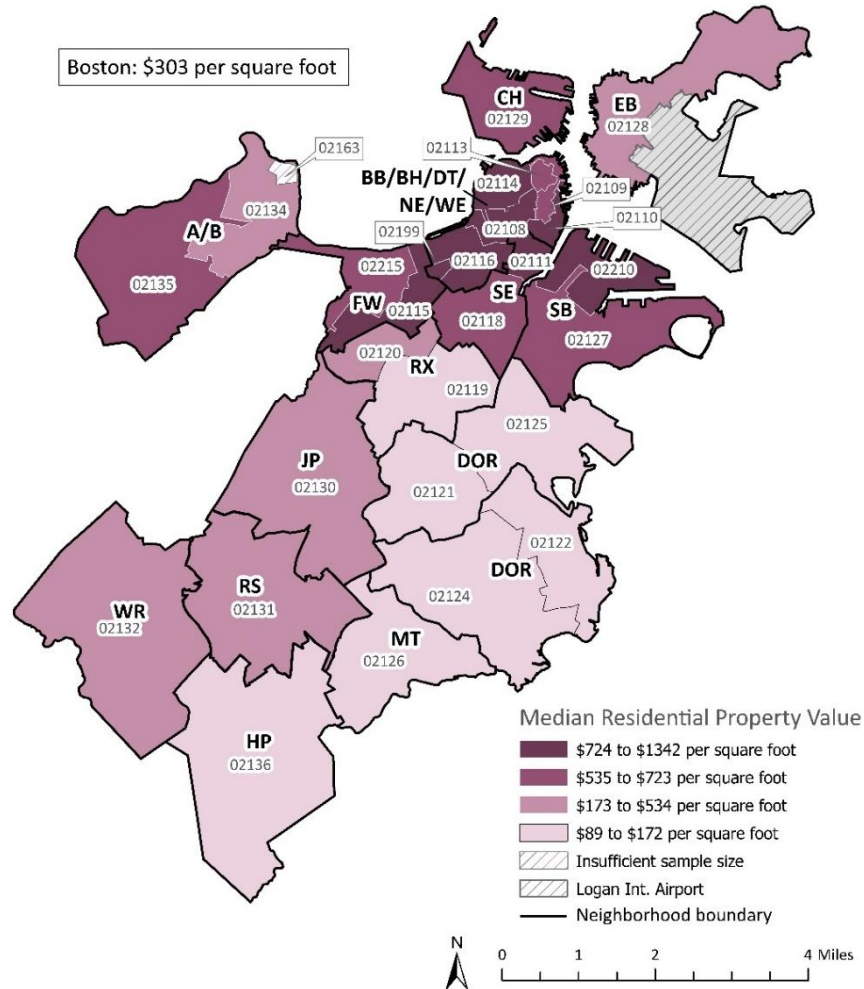 Boston: $303 per square foot
CH
02129
EB
02128
02163
02113
BB/BH/DT/
NE/WE
02114
02109
02134
A/B
02108
02110
02199
02135
02215
02116
02111
02210
FW
02115
SE
02118
SB
02127
02120
RX
02119
02125
JP
02130
DOR
02121
02122
DOR
02124
RS
02131
WR
02132
MT
02126
HP
02136
Median Residential Property Value
$724 to $1342 per square foot
$535 to $723 per square foot
$173 to $534 per square foot
$89 to $172 per square foot
Insufficient sample size
Logan Int. Airport
Neighborhood boundary
N
0 1 2 4 Miles